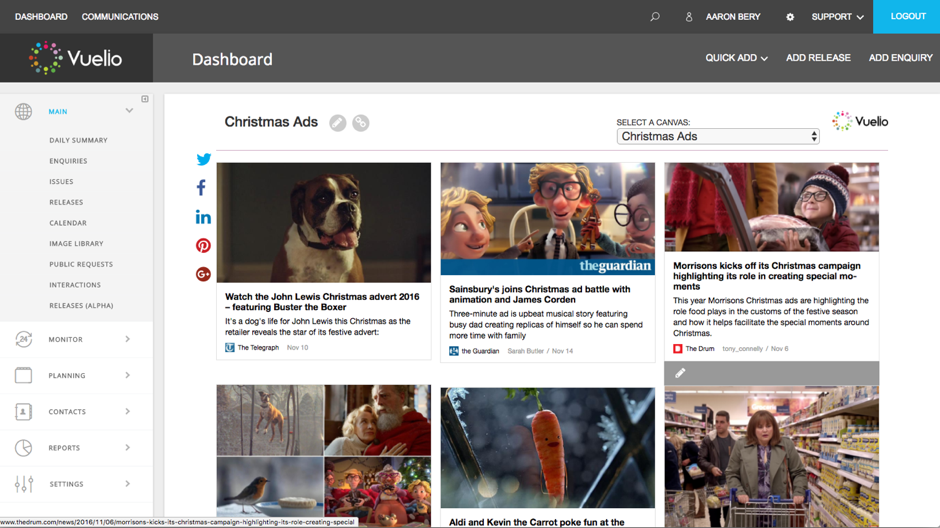 DASHBOARD COMMUNICATIONS AARON BERY SUPPORT LOGOUT
Vuelio Dashboard QUICK ADD ADD RELEASE ADD ENQUIRY
MAIN
DAILY SUMMARY
ENQUIRIES
ISSUES
RELEASES
CALENDAR
IMAGE LIBRARY
PUBLIC REQUESTS
INTERACTIONS
RELEASES (ALPHA)
24 MONITOR
PLANNING
CONTACTS
REPORTS
SETTINGS
Christmas Ads
SELECT A CANVAS:
Christmas Ads
Vuelio
Watch the John Lewis Christmas advert 2016
– featuring Buster the Boxer
It's a dog's life for John Lewis this Christmas as the
retailer reveals the star of its festive advert:
The Telegraph Nov 10
theguardian
Sainsbury's joins Christmas ad battle with
animation and James Corden
Three-minute ad is upbeat musical story featuring
busy dad creating replicas of himself so he can spend
more time with family
the Guardian Sarah Butler / Nov 14
Morrisons kicks off its Christmas campaign
highlighting its role in creating special mo-
ments
This year Morrisons Christmas ads are highlighting the
role food plays in the customs of the festive season
and how it helps facilitate the special moments around
Christmas.
The Drum tony_connelly / Nov 6
Aldi and Kevin the Carrot poke fun at the
www.thedrum.com/news/2016/11/06/morrisons-kicks-its-christmas-campaign-highlighting-its-role-creating-special